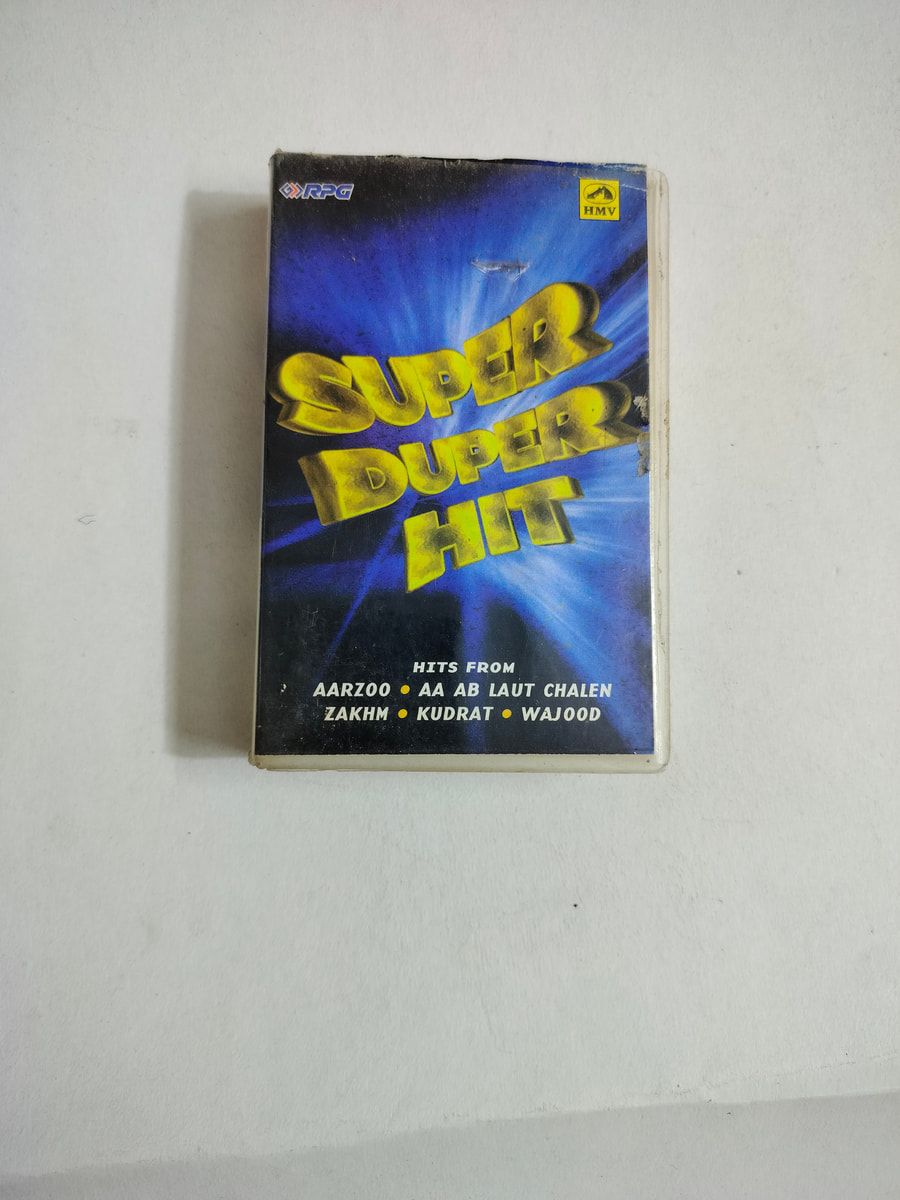 RPG
HMV
SUPER
DUPER
HIT
HITS FROM
AARZOO • AA AB LAUT CHALEN
ZAKHM • KUDRAT • WAJOOD